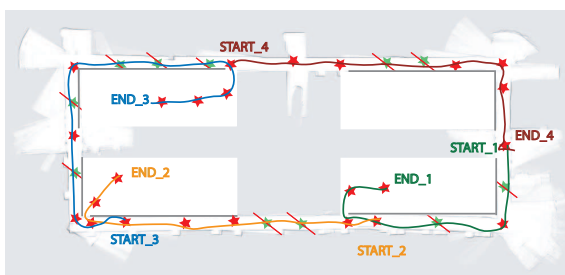 START_4
END_3
END_4
START_1
END_2
END_1
START_3
START_2